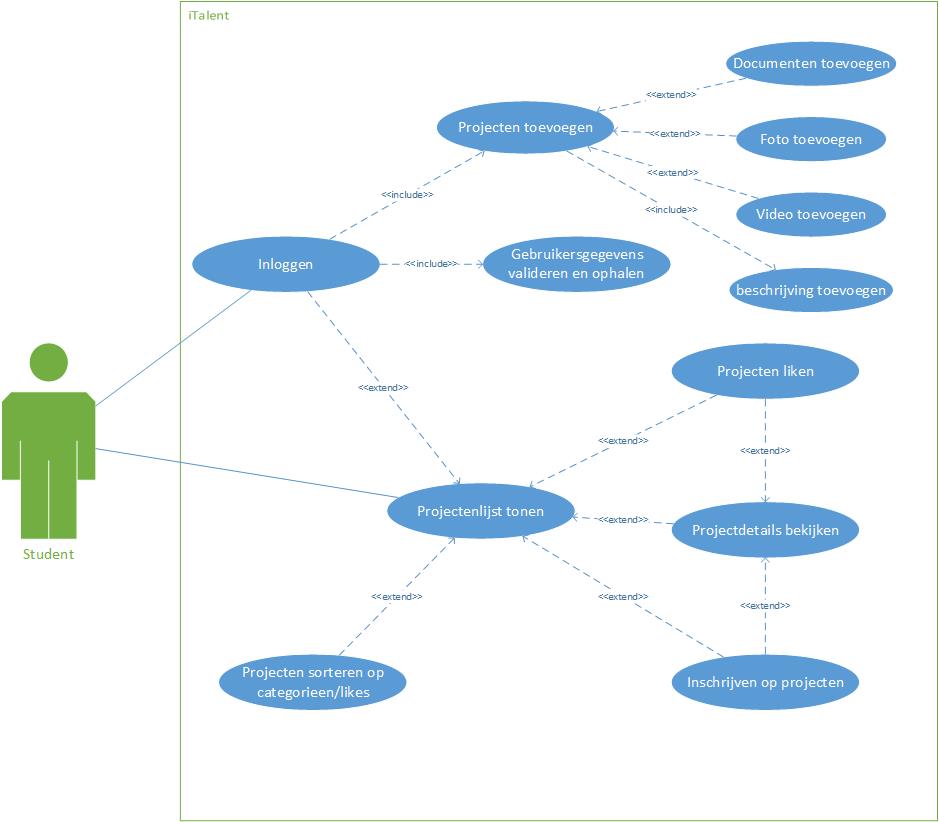 iTalent
Documenten toevoegen
<<extend>>
Projecten toevoegen
<<extend>>
Foto toevoegen
<<extend>>
<<include>>
<<include>>
Video toevoegen
Inloggen
<<include>>
Gebruikersgegevens
valideren en ophalen
beschrijving toevoegen
Projecten liken
<<extend>>
<<extend>>
<<extend>>
Projectenlijst tonen
<<extend>>
Projectdetails bekijken
Student
<<extend>>
<<extend>>
<<extend>>
Projecten sorteren op
categorieen/likes
Inschrijven op projecten